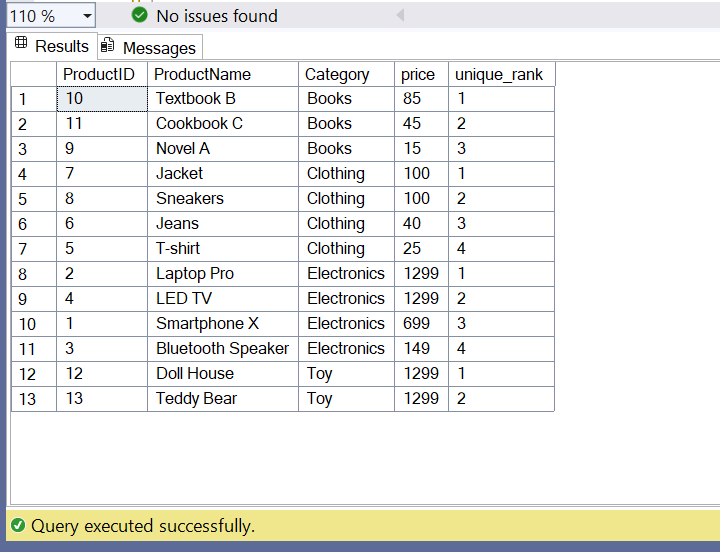 110 % No issues found
Results Messages
ProductID ProductName Category price unique_rank
1 10 Textbook B Books 85 1
2 11 Cookbook C Books 45 2
3 9 Novel A Books 15 3
4 7 Jacket Clothing 100 1
5 8 Sneakers Clothing 100 2
6 6 Jeans Clothing 40 3
7 5 T-shirt Clothing 25 4
8 2 Laptop Pro Electronics 1299 1
9 4 LED TV Electronics 1299 2
10 1 Smartphone X Electronics 699 3
11 3 Bluetooth Speaker Electronics 149 4
12 12 Doll House Toy 1299 1
13 13 Teddy Bear Toy 1299 2
Query executed successfully.